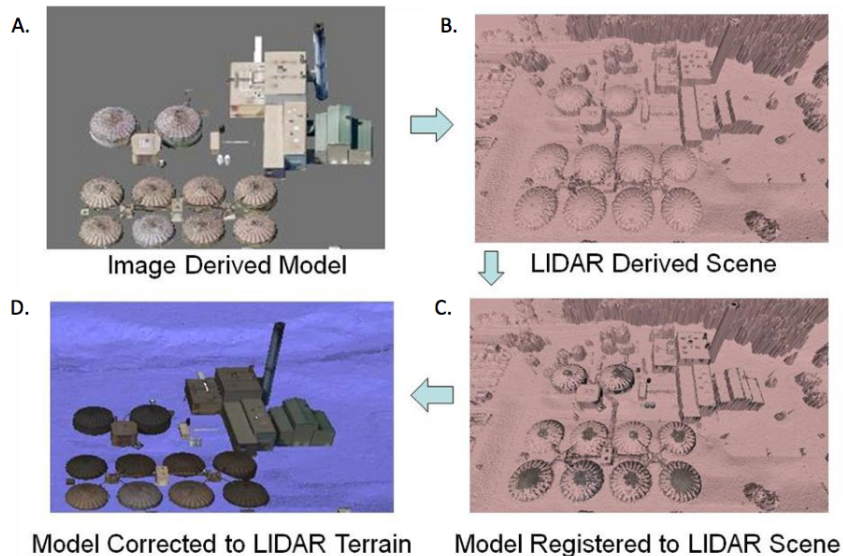 A.
B.
Image Derived Model
LIDAR Derived Scene
D.
C.
Model Corrected to LIDAR Terrain
Model Registered to LIDAR Scene